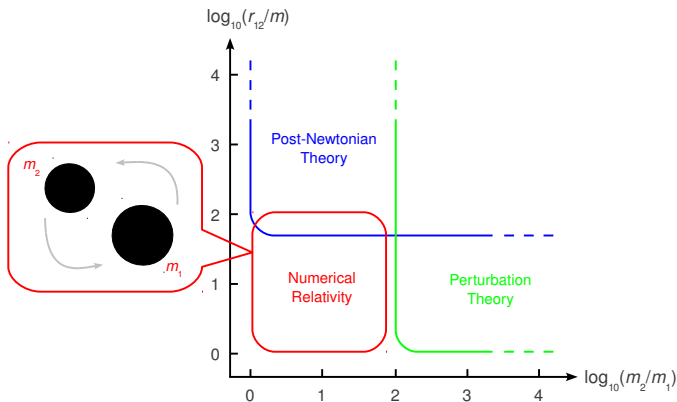 log₁₀(r₁₂/m)
4
3
2
1
0
0
1
2
3
4
log₁₀(m₂/m₁)
Post-Newtonian
Theory
Numerical
Relativity
Perturbation
Theory
m₂
m₁